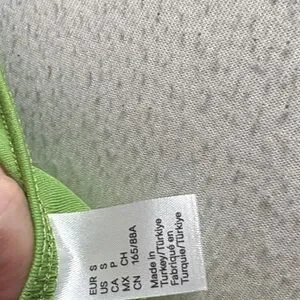 EUR S
US S
CA P
MX CH
CN 165/88A
Made in
Turkey/Türkiye
Fabriqué en
Turquie/Türkiye